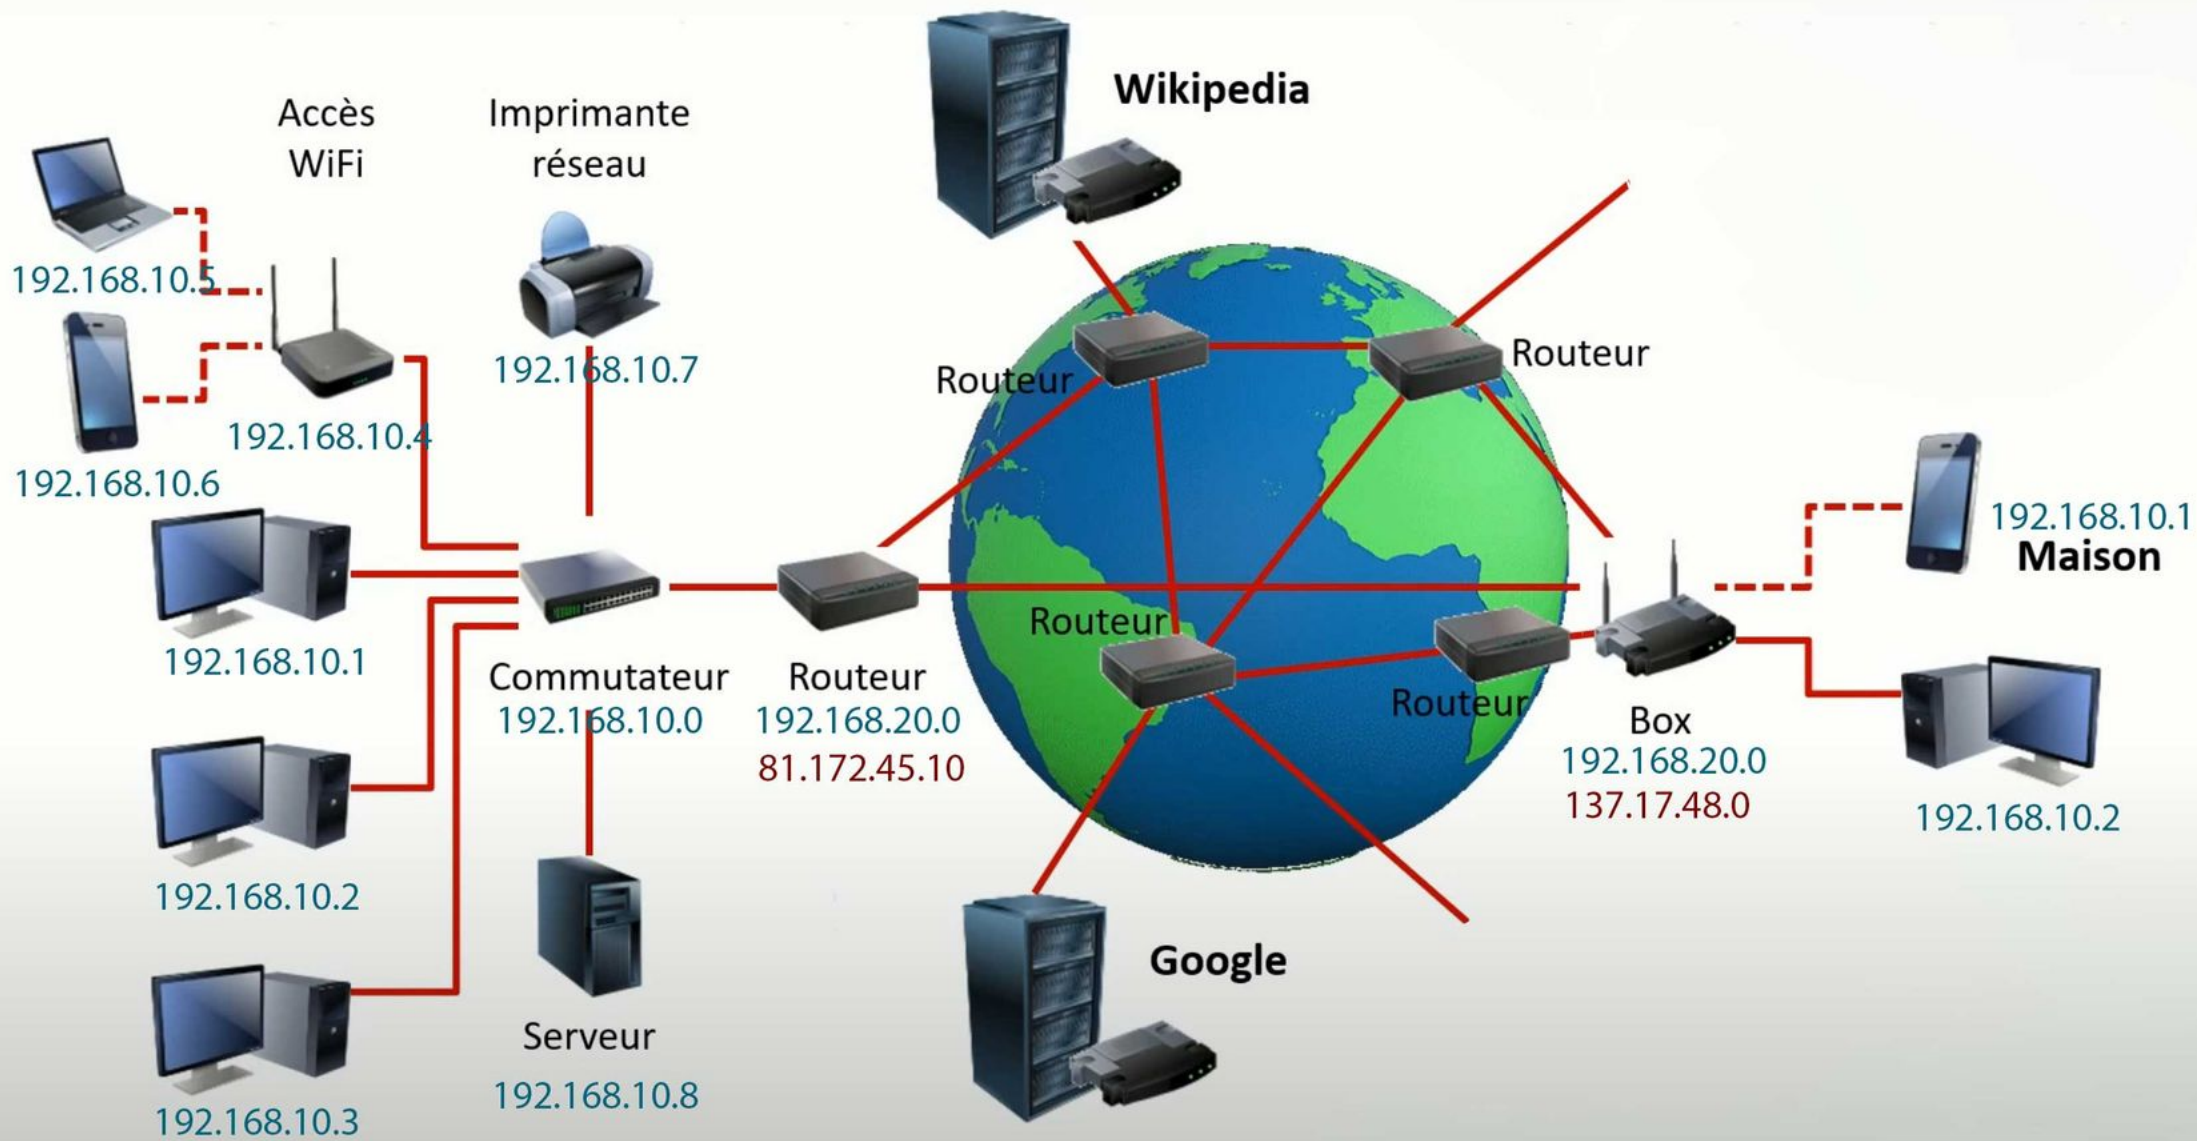 Wikipedia
Accès
WiFi
Imprimante
réseau
192.168.10.5
192.168.10.7
Routeur
Routeur
192.168.10.4
192.168.10.6
192.168.10.1
Maison
Routeur
192.168.10.1
Commutateur
192.168.10.0
Routeur
192.168.20.0
81.172.45.10
Routeur
Box
192.168.20.0
137.17.48.0
192.168.10.2
192.168.10.2
Google
Serveur
192.168.10.8
192.168.10.3